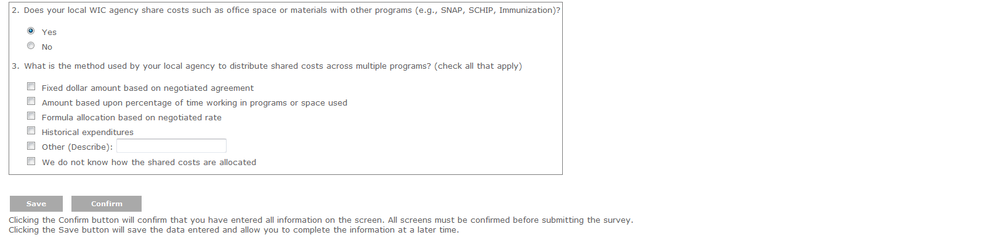 2. Does your local WIC agency share costs such as office space or materials with other programs (e.g., SNAP, SCHIP, Immunization)?
Yes
No
3. What is the method used by your local agency to distribute shared costs across multiple programs? (check all that apply)
Fixed dollar amount based on negotiated agreement
Amount based upon percentage of time working in programs or space used
Formula allocation based on negotiated rate
Historical expenditures
Other (Describe):
We do not know how the shared costs are allocated
Save Confirm
Clicking the Confirm button will confirm that you have entered all information on the screen. All screens must be confirmed before submitting the survey.
Clicking the Save button will save the data entered and allow you to complete the information at a later time.